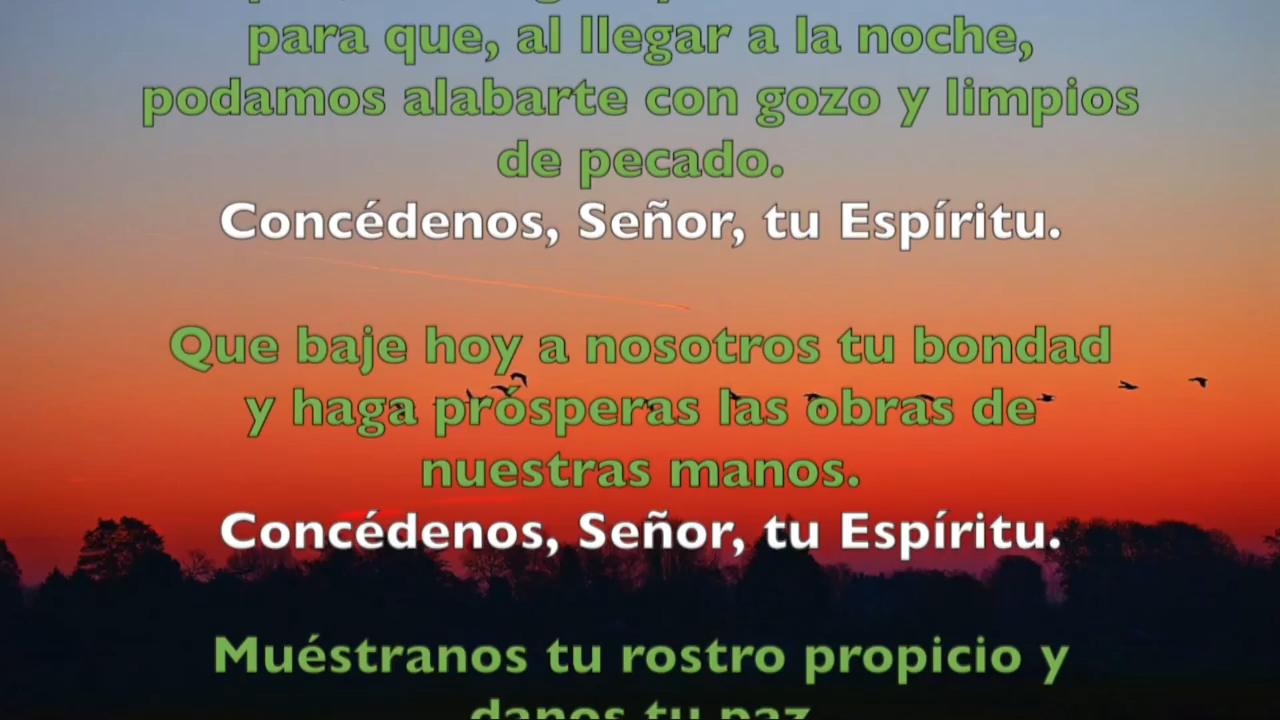 para que, al llegar a la noche,
podamos alabarte con gozo y limpios
de pecado.
Concédenos, Señor, tu Espíritu.
Que baje hoy a nosotros tu bondad
y haga prósperas las obras de
nuestras manos.
Concédenos, Señor, tu Espíritu.
Muéstranos tu rostro propicio y
danos tu paz